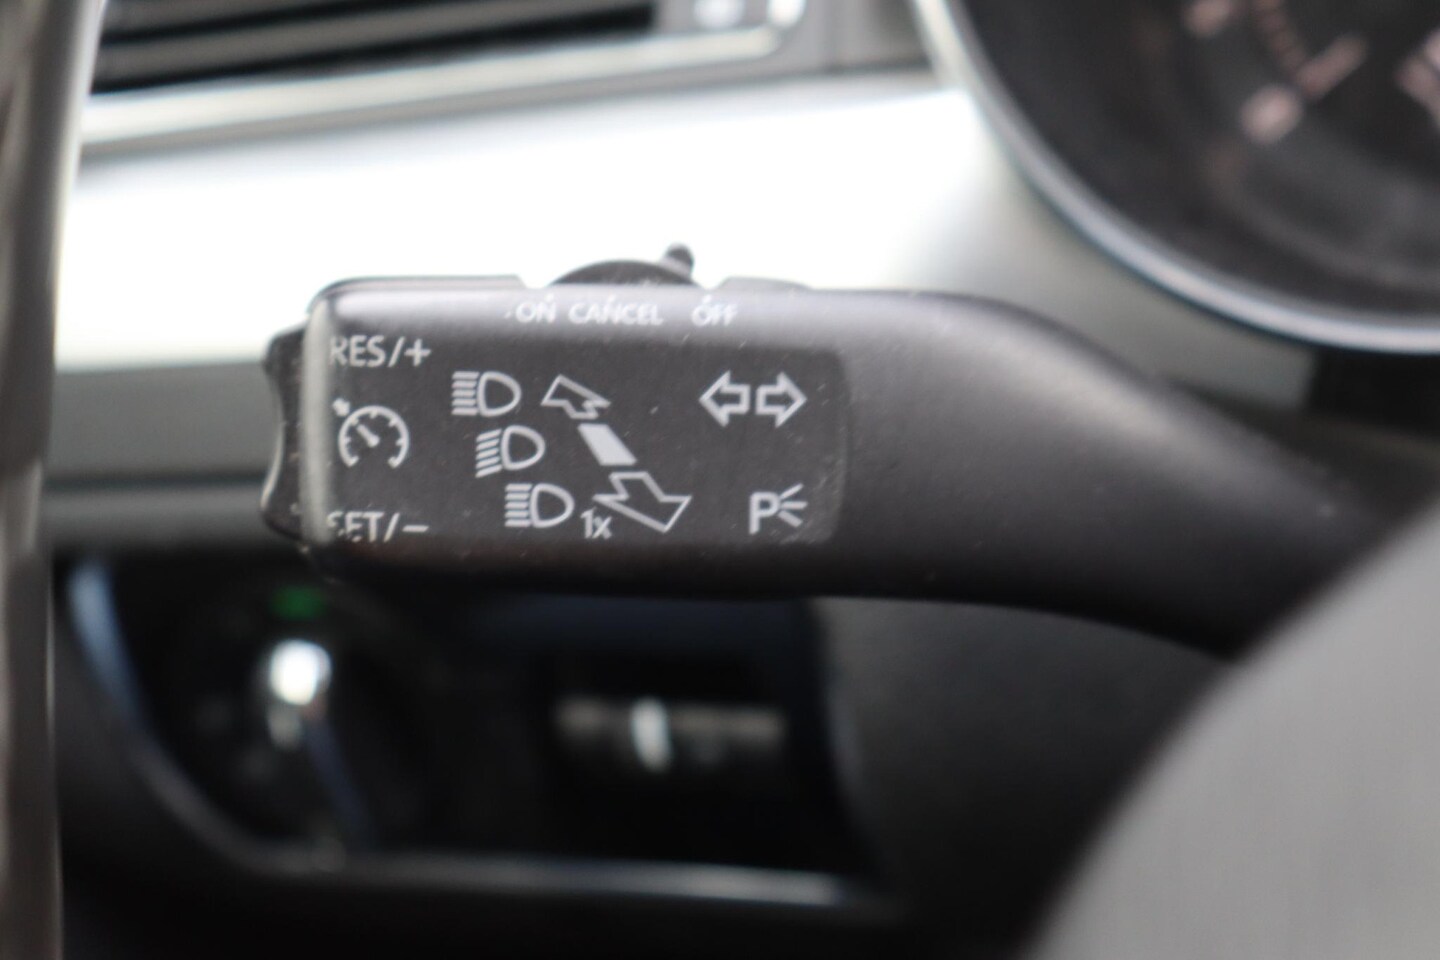 ON CANCEL OFF
RES/+
SET/-
1x
P